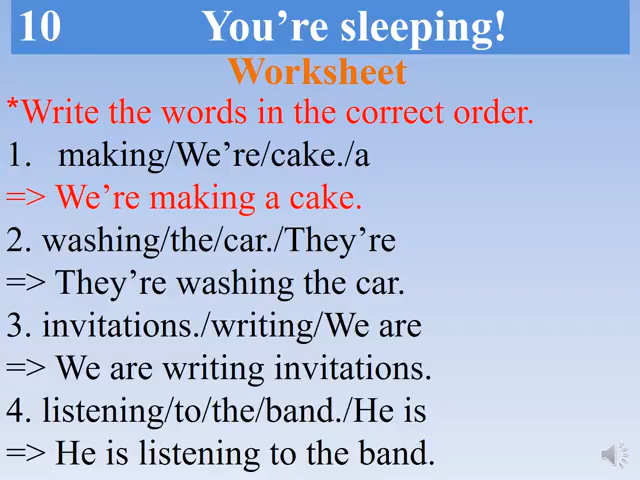 10 You’re sleeping!
Worksheet
*Write the words in the correct order.
1. making/We’re/cake./a
=> We’re making a cake.
2. washing/the/car./They’re
=> They’re washing the car.
3. invitations./writing/We are
=> We are writing invitations.
4. listening/to/the/band./He is
=> He is listening to the band.